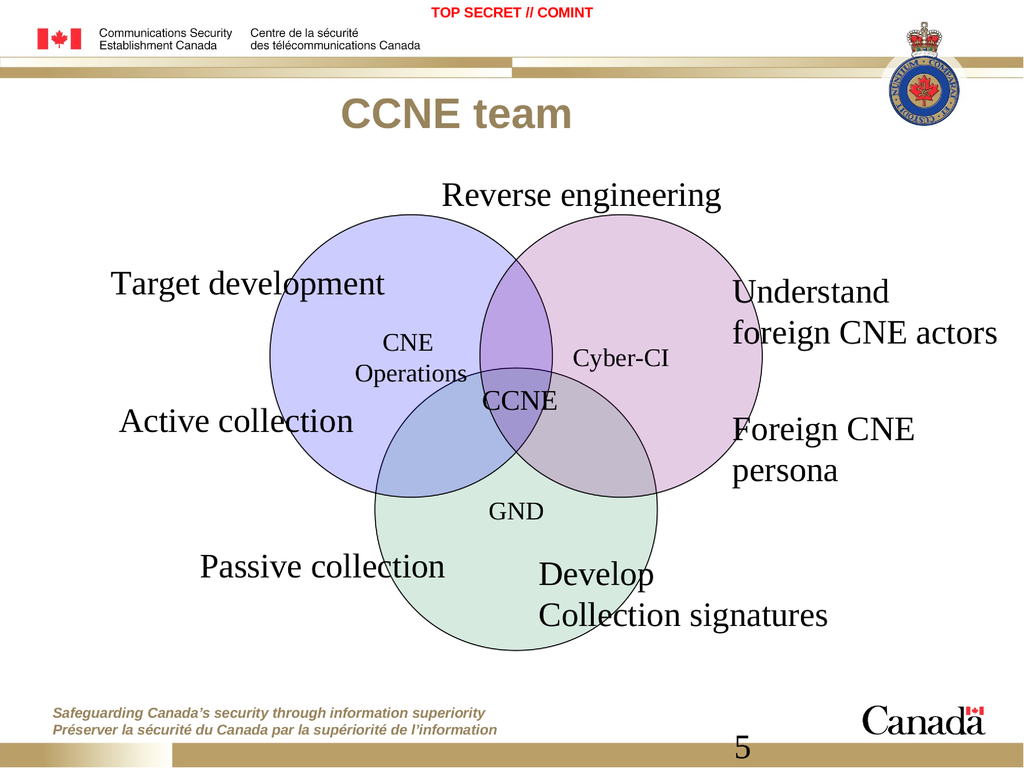 TOP SECRET // COMINT
Communications Security
Establishment Canada
Centre de la sécurité
des télécommunications Canada
CCNE team
Reverse engineering
Target development
Understand
foreign CNE actors
CNE
Operations
Cyber-CI
CCNE
Active collection
Foreign CNE
persona
GND
Passive collection
Develop
Collection signatures
Safeguarding Canada's security through information superiority
Préserver la sécurité du Canada par la supériorité de l'information
Canada
5